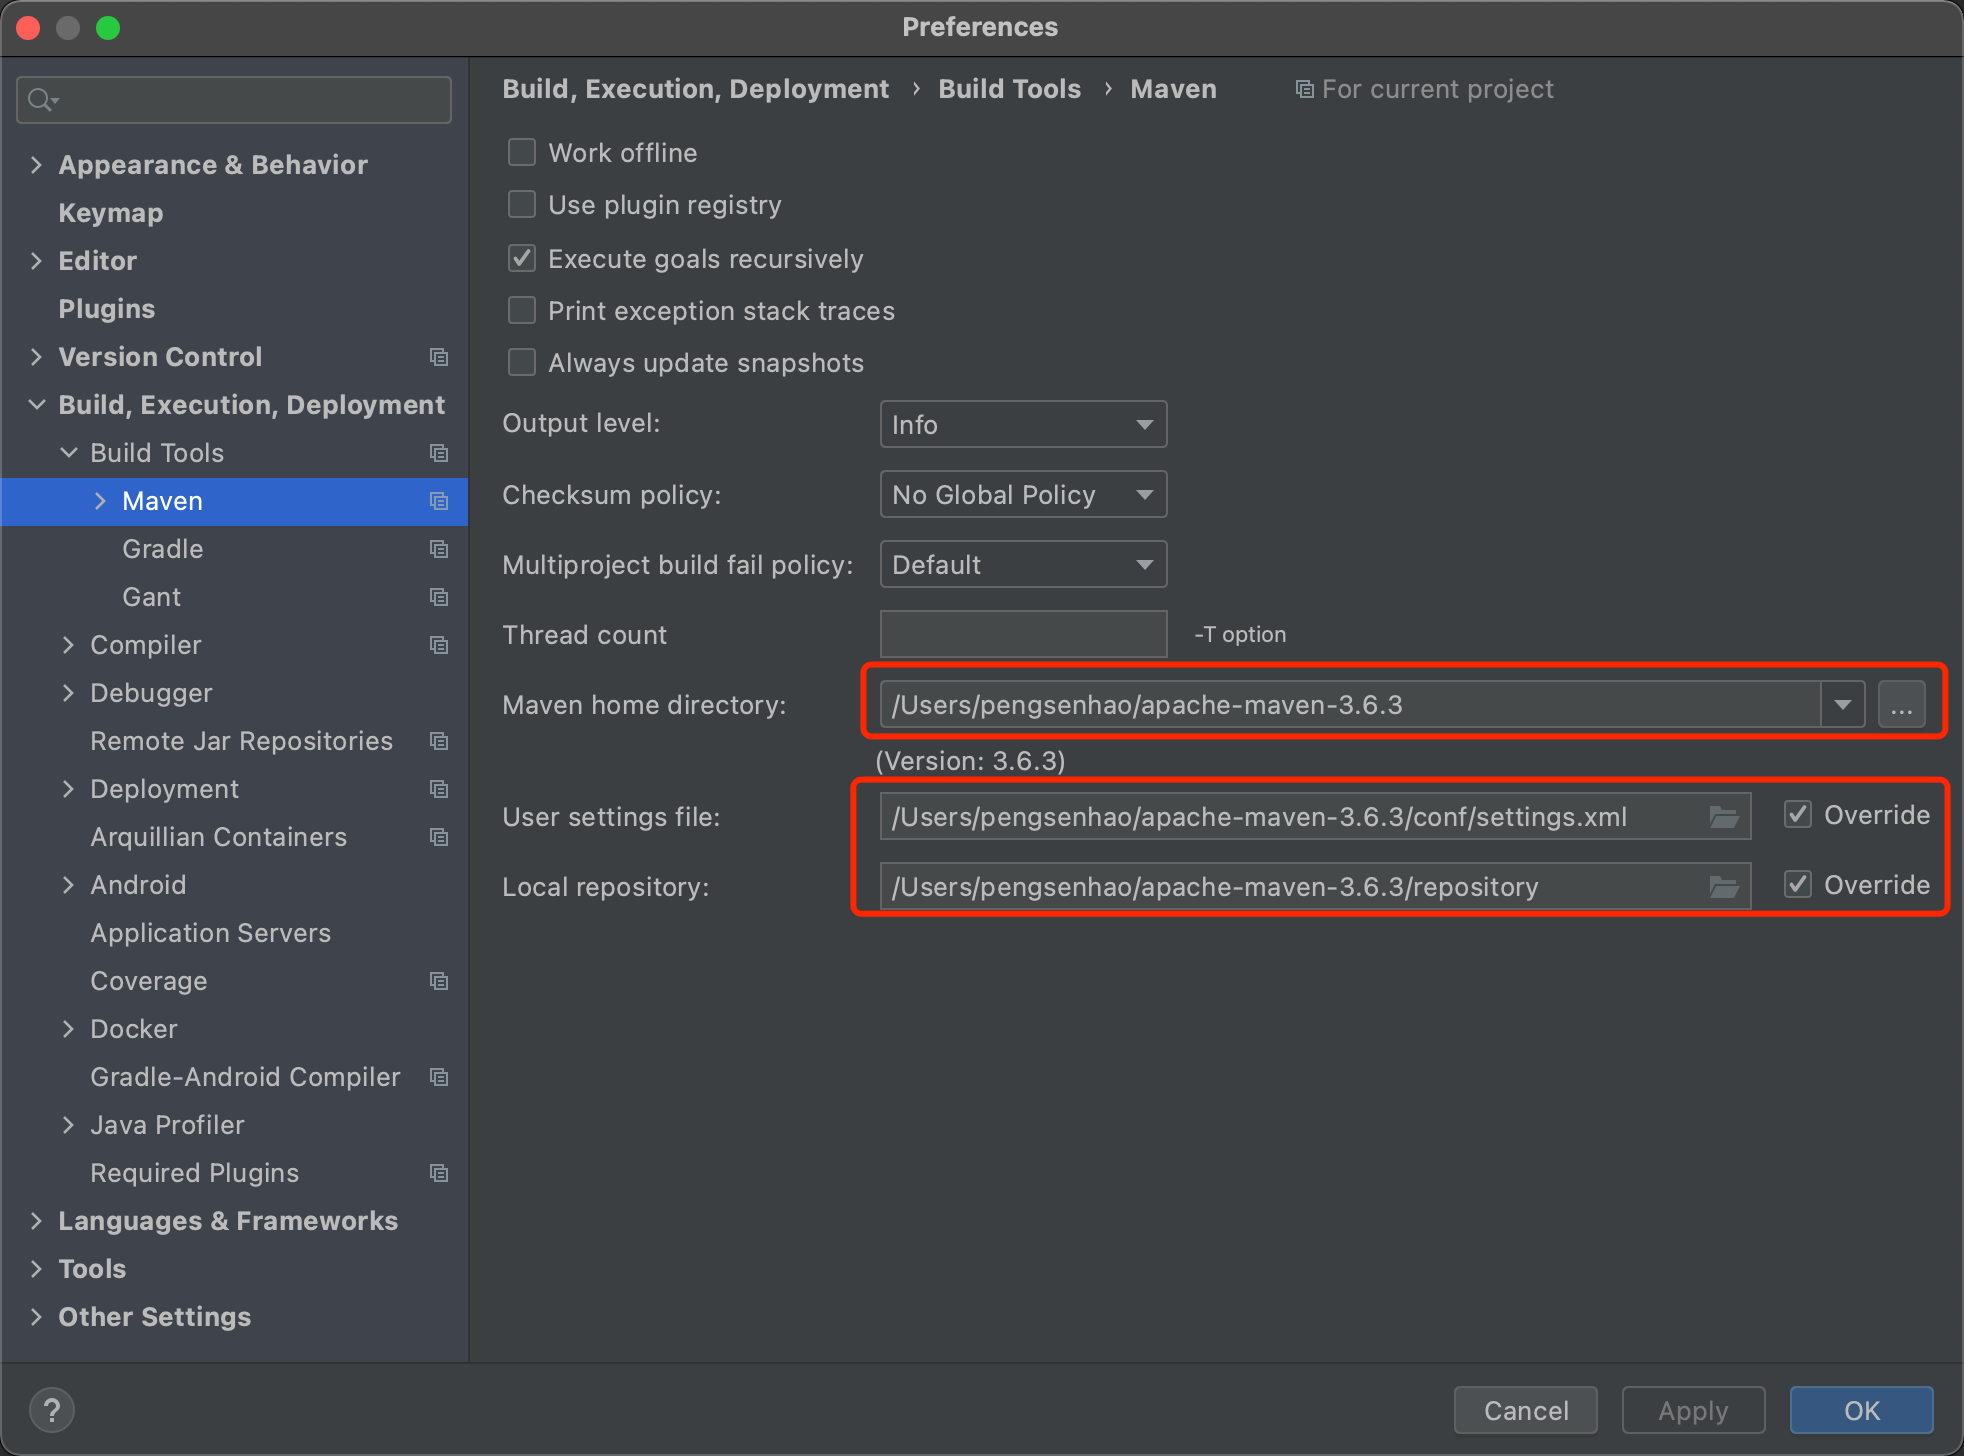 Preferences
Appearance & Behavior
Keymap
Editor
Plugins
Version Control
Build, Execution, Deployment
Build Tools
Maven
Gradle
Gant
Compiler
Debugger
Remote Jar Repositories
Deployment
Arquillian Containers
Android
Application Servers
Coverage
Docker
Gradle-Android Compiler
Java Profiler
Required Plugins
Languages & Frameworks
Tools
Other Settings
Build, Execution, Deployment › Build Tools › Maven For current project
Work offline
Use plugin registry
Execute goals recursively
Print exception stack traces
Always update snapshots
Output level: Info
Checksum policy: No Global Policy
Multiproject build fail policy: Default
Thread count -T option
Maven home directory: /Users/pengsenhao/apache-maven-3.6.3 ...
(Version: 3.6.3)
User settings file: /Users/pengsenhao/apache-maven-3.6.3/conf/settings.xml Override
Local repository: /Users/pengsenhao/apache-maven-3.6.3/repository Override
? Cancel Apply OK